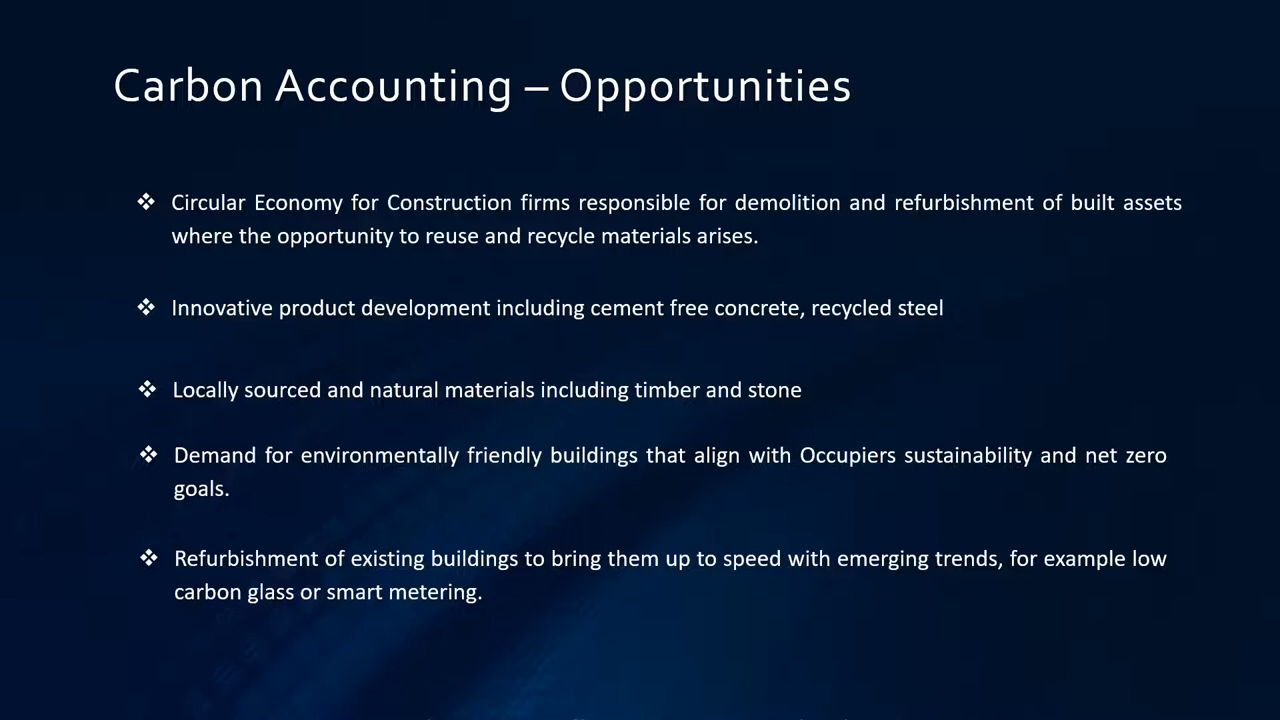 Carbon Accounting – Opportunities
❖ Circular Economy for Construction firms responsible for demolition and refurbishment of built assets
where the opportunity to reuse and recycle materials arises.
❖ Innovative product development including cement free concrete, recycled steel
❖ Locally sourced and natural materials including timber and stone
❖ Demand for environmentally friendly buildings that align with Occupiers sustainability and net zero
goals.
❖ Refurbishment of existing buildings to bring them up to speed with emerging trends, for example low
carbon glass or smart metering.